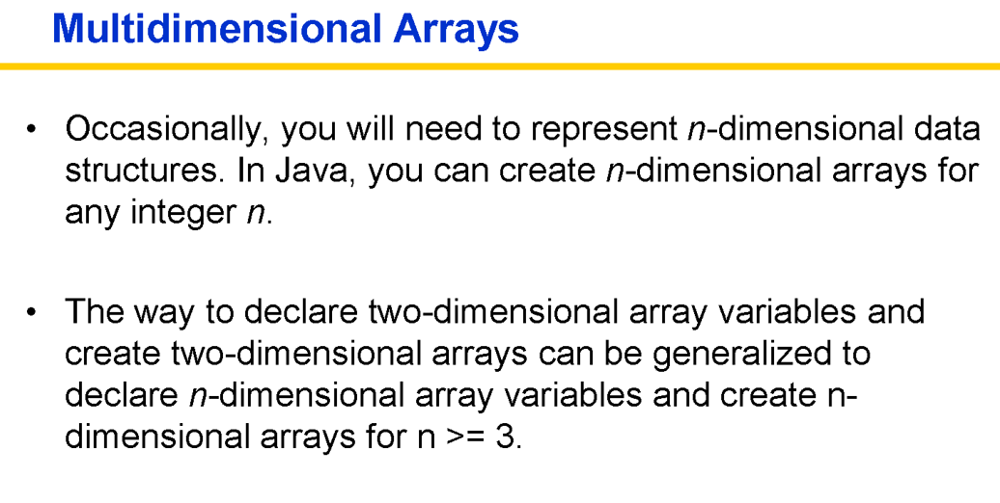 Multidimensional Arrays
• Occasionally, you will need to represent n-dimensional data
structures. In Java, you can create n-dimensional arrays for
any integer n.
• The way to declare two-dimensional array variables and
create two-dimensional arrays can be generalized to
declare n-dimensional array variables and create n-
dimensional arrays for n >= 3.